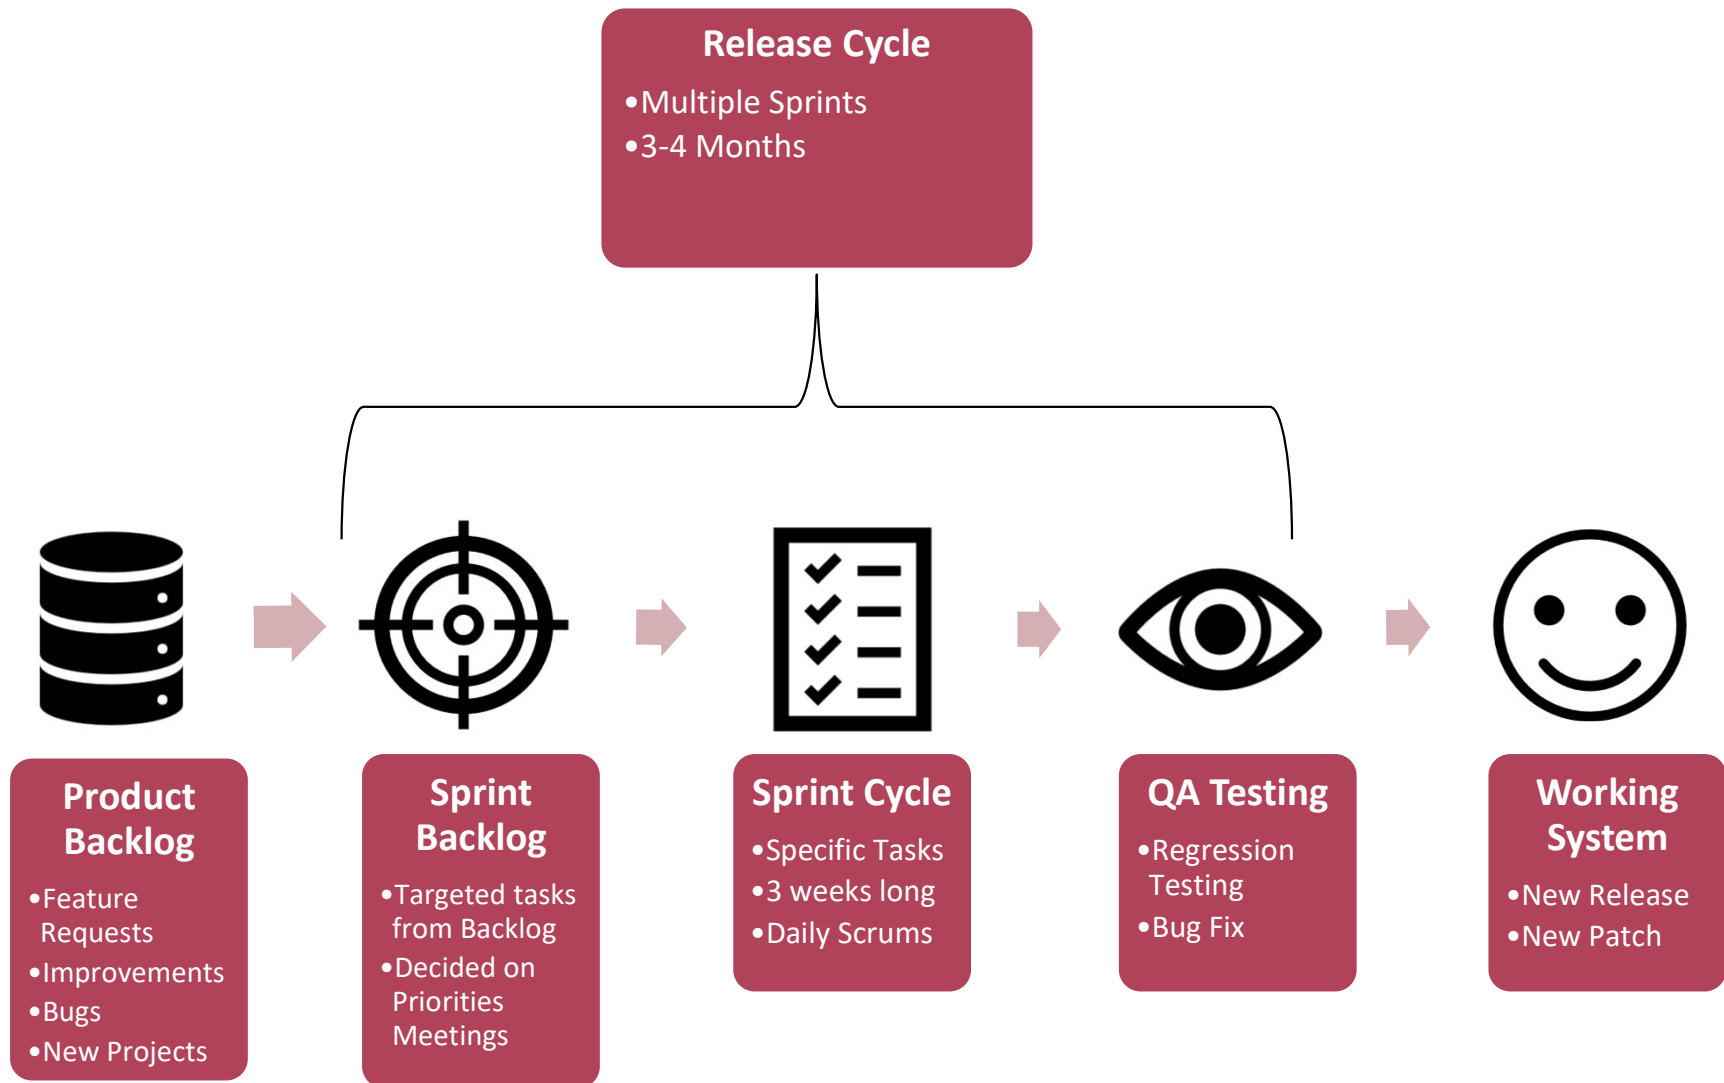 Release Cycle
•Multiple Sprints
•3-4 Months
Product
Backlog
•Feature
Requests
•Improvements
•Bugs
•New Projects
Sprint
Backlog
•Targeted tasks
from Backlog
•Decided on
Priorities
Meetings
Sprint Cycle
•Specific Tasks
•3 weeks long
•Daily Scrums
QA Testing
•Regression
Testing
•Bug Fix
Working
System
•New Release
•New Patch